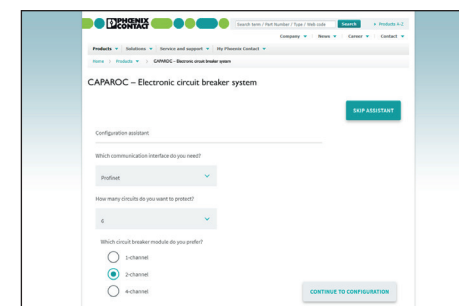 PHOENIX
CONTACT
Search term / Part Number / Type / Web code Search » Products A-Z
Company News Career Contact
Products Solutions Service and support My Phoenix Contact
Home Products CAPAROC – Electronic circuit breaker system
CAPAROC – Electronic circuit breaker system
SKIP ASSISTANT
Configuration assistant
Which communication interface do you need?
Profinet
How many circuits do you want to protect?
6
Which circuit breaker module do you prefer?
1-channel
2-channel
4-channel
CONTINUE TO CONFIGURATION